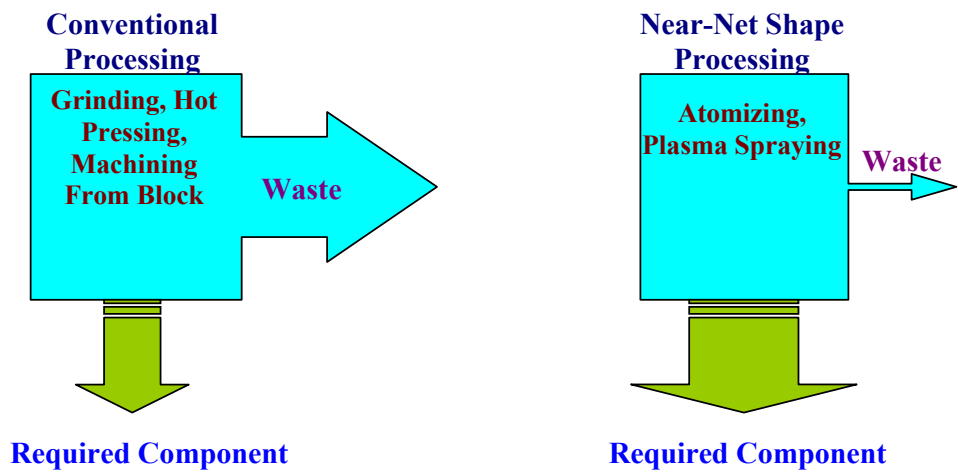 Conventional
Processing
Grinding, Hot
Pressing,
Machining
From Block
Waste
Required Component
Near-Net Shape
Processing
Atomizing,
Plasma Spraying
Waste
Required Component